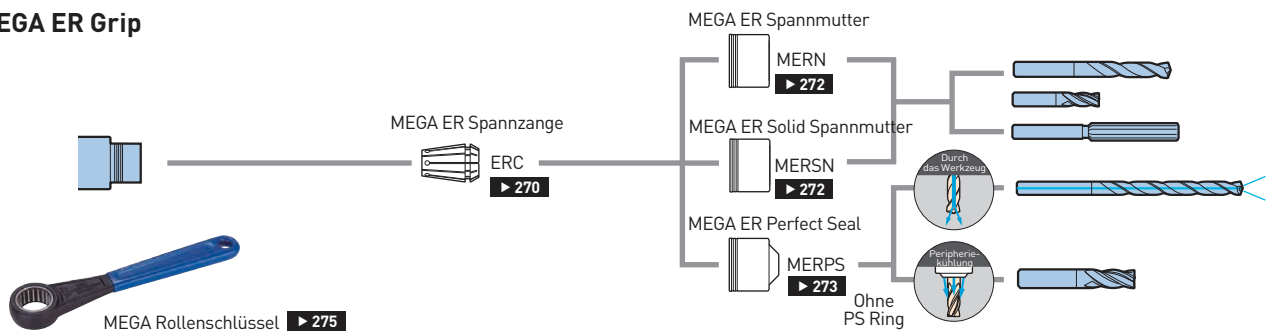 EGA ER Grip
MEGA ER Spannmutter
MERN
▶ 272
MEGA ER Spannzange
ERC
▶ 270
MEGA ER Solid Spannmutter
MERSN
▶ 272
Durch
das Werkzeug
MEGA ER Perfect Seal
MERPS
▶ 273
Ohne
PS Ring
Peripherie-
kühlung
MEGA Rollenschlüssel ▶ 275